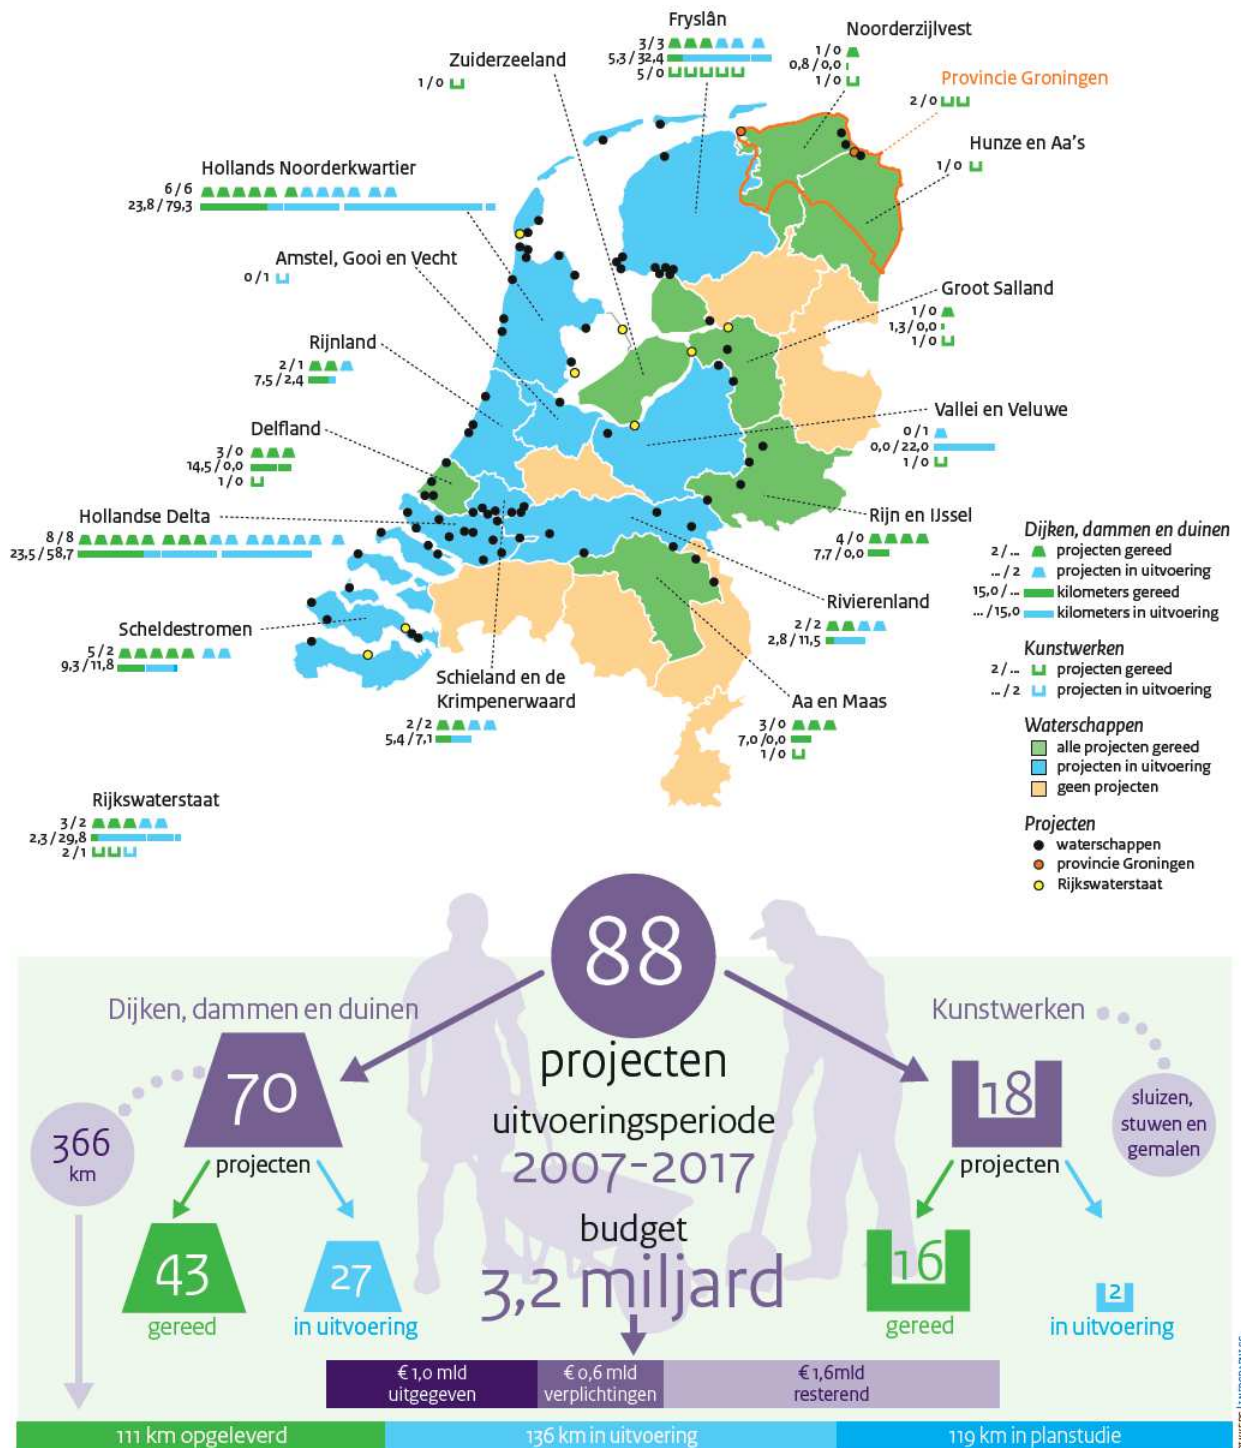 Fryslân
3 / 3
5,3 / 32,4
5 / 0
Noorderzijlvest
1 / 0
0,8 / 0,0
1 / 0
Zuiderzeeland
1 / 0
Provincie Groningen
2 / 0
Hunze en Aa's
1 / 0
Hollands Noorderkwartier
6 / 6
23,8 / 79,3
Amstel, Gooi en Vecht
0 / 1
Groot Salland
1 / 0
1,3 / 0,0
1 / 0
Rijnland
2 / 1
7,5 / 2,4
Vallei en Veluwe
0 / 1
0,0 / 22,0
1 / 0
Delfland
3 / 0
14,5 / 0,0
1 / 0
Hollandse Delta
8 / 8
23,5 / 58,7
Rijn en IJssel
4 / 0
7,7 / 0,0
Rivierenland
2 / 2
2,8 / 11,5
Scheldestromen
5 / 2
9,3 / 11,8
Schieland en de
Krimpenerwaard
2 / 2
5,4 / 7,1
Aa en Maas
3 / 0
7,0 / 0,0
1 / 0
Rijkswaterstaat
3 / 2
2,3 / 29,8
2 / 1
Dijken, dammen en duinen
2 / ... projecten gereed
... / 2 projecten in uitvoering
15,0 / ... kilometers gereed
... / 15,0 kilometers in uitvoering
Kunstwerken
2 / ... projecten gereed
... / 2 projecten in uitvoering
Waterschappen
alle projecten gereed
projecten in uitvoering
geen projecten
Projecten
waterschappen
provincie Groningen
Rijkswaterstaat
88
projecten
uitvoeringsperiode
2007-2017
budget
3,2 miljard
Dijken, dammen en duinen
70
projecten
366
km
43
gereed
27
in uitvoering
Kunstwerken
18
projecten
sluizen,
stuwen en
gemalen
16
gereed
2
in uitvoering
€ 1,0 mld
uitgegeven
€ 0,6 mld
verplichtingen
€ 1,6mld
resterend
111 km opgeleverd
136 km in uitvoering
119 km in planstudie